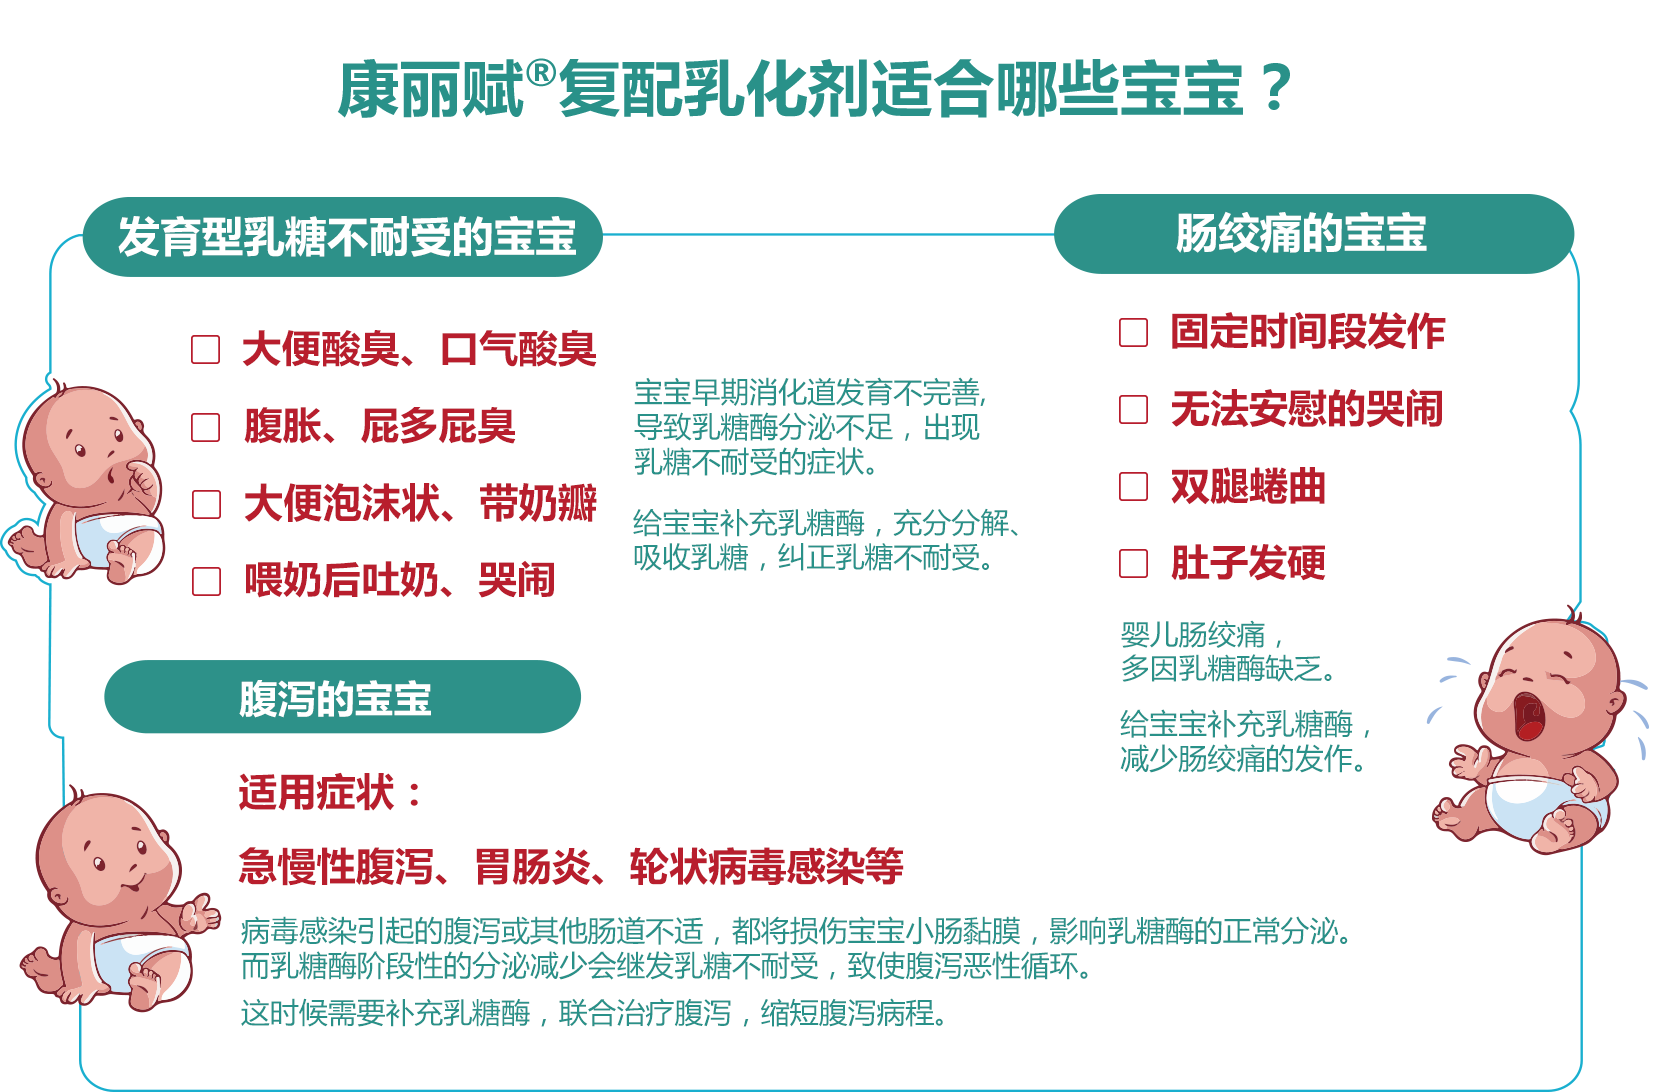 康丽赋®复配乳化剂适合哪些宝宝？
发育型乳糖不耐受的宝宝
大便酸臭、口气酸臭
腹胀、屁多屁臭
大便泡沫状、带奶瓣
喂奶后吐奶、哭闹
宝宝早期消化道发育不完善,
导致乳糖酶分泌不足，出现
乳糖不耐受的症状。
给宝宝补充乳糖酶，充分分解、
吸收乳糖，纠正乳糖不耐受。
肠绞痛的宝宝
固定时间段发作
无法安慰的哭闹
双腿蜷曲
肚子发硬
婴儿肠绞痛，
多因乳糖酶缺乏。
给宝宝补充乳糖酶，
减少肠绞痛的发作。
腹泻的宝宝
适用症状：
急慢性腹泻、胃肠炎、轮状病毒感染等
病毒感染引起的腹泻或其他肠道不适，都将损伤宝宝小肠黏膜，影响乳糖酶的正常分泌。
而乳糖酶阶段性的分泌减少会继发乳糖不耐受，致使腹泻恶性循环。
这时候需要补充乳糖酶，联合治疗腹泻，缩短腹泻病程。